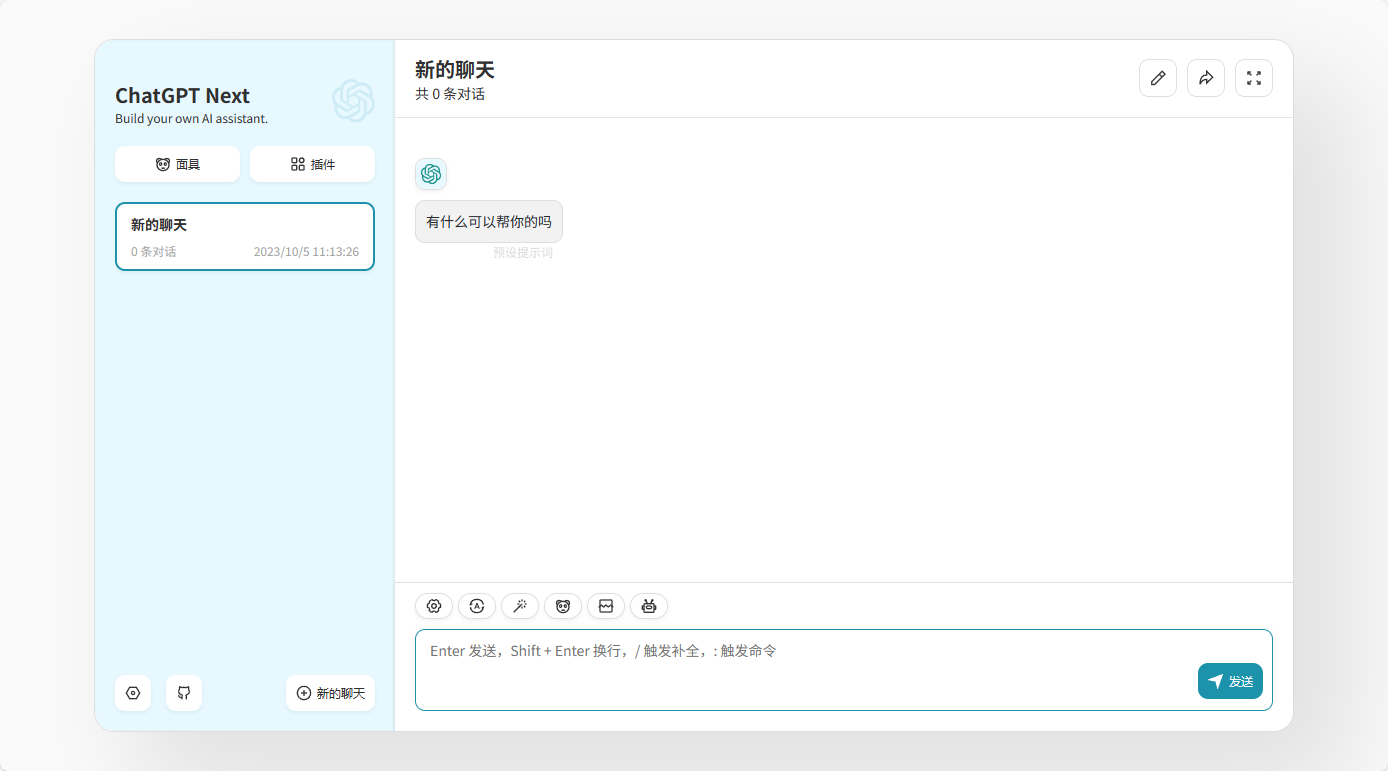 ChatGPT Next
Build your own AI assistant.
面具
插件
新的聊天
0 条对话
2023/10/5 11:13:26
新的聊天
新的聊天
共 0 条对话
有什么可以帮你的吗
预设提示词
Enter 发送，Shift + Enter 换行，/ 触发补全，: 触发命令
发送